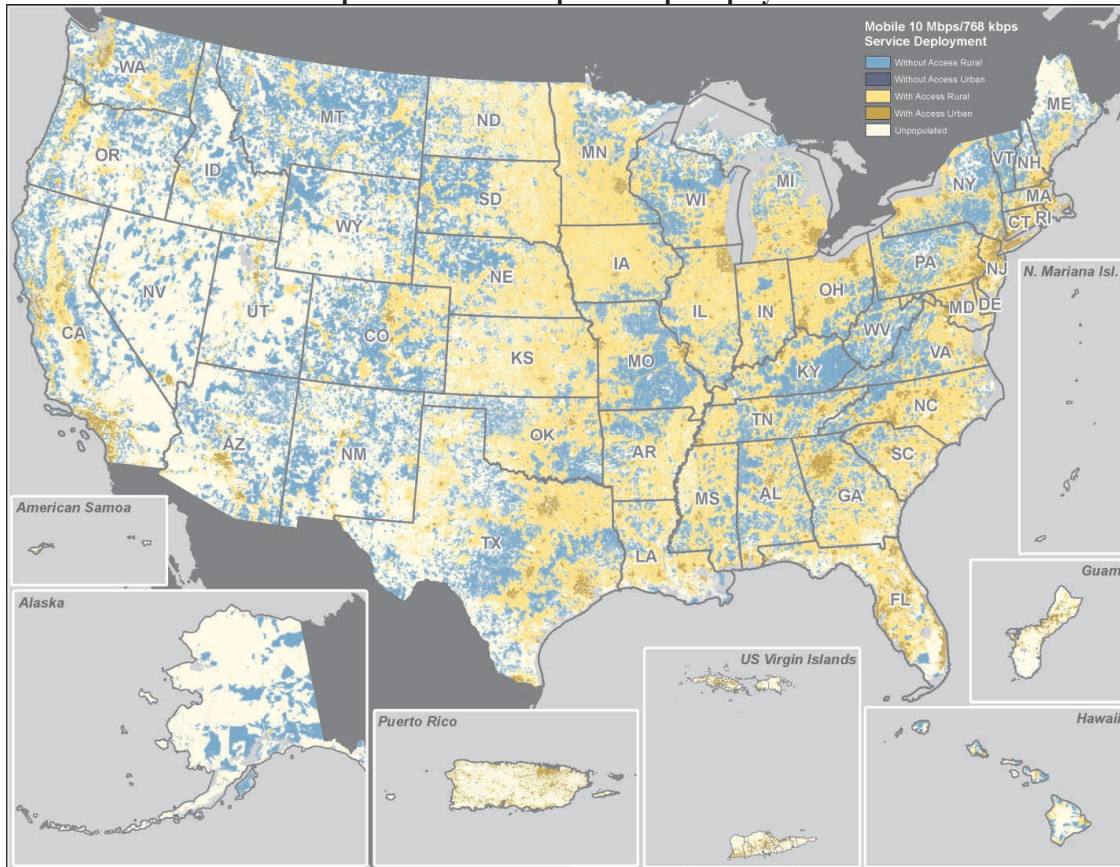 Mobile 10 Mbps/768 kbps
Service Deployment
Without Access Rural
Without Access Urban
With Access Rural
With Access Urban
Unpopulated
WA
MT
ND
MN
ME
OR
ID
SD
WI
MI
VT
NH
NY
WY
MA
CT
RI
NE
IA
PA
NJ
NV
UT
CO
IL
IN
OH
MD
DE
N. Mariana Isl.
CA
KS
MO
WV
VA
KY
AZ
NM
OK
AR
TN
NC
SC
American Samoa
TX
MS
AL
GA
LA
FL
Guam
Alaska
US Virgin Islands
Puerto Rico
Hawaii